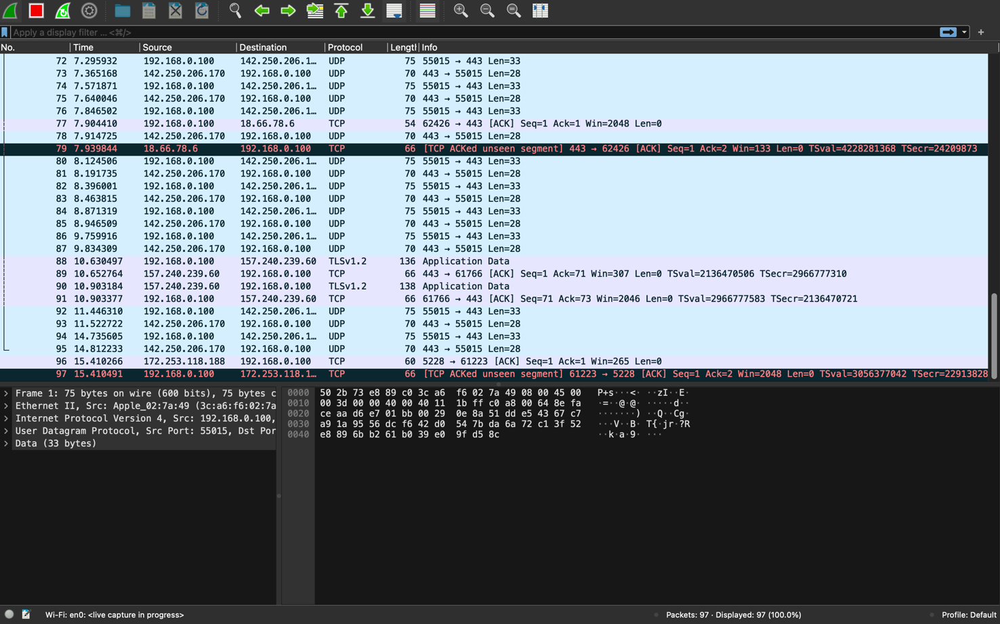 Apply a display filter ... <⌘/>
No. Time Source Destination Protocol Lengtl Info
72 7.295932 192.168.0.100 142.250.206.1… UDP 75 55015 → 443 Len=33
73 7.365168 142.250.206.170 192.168.0.100 UDP 70 443 → 55015 Len=28
74 7.571871 192.168.0.100 142.250.206.1… UDP 75 55015 → 443 Len=33
75 7.640046 142.250.206.170 192.168.0.100 UDP 70 443 → 55015 Len=28
76 7.846502 192.168.0.100 142.250.206.1… UDP 75 55015 → 443 Len=33
77 7.904410 192.168.0.100 18.66.78.6 TCP 54 62426 → 443 [ACK] Seq=1 Ack=1 Win=2048 Len=0
78 7.914725 142.250.206.170 192.168.0.100 UDP 70 443 → 55015 Len=28
79 7.939844 18.66.78.6 192.168.0.100 TCP 66 [TCP ACKed unseen segment] 443 → 62426 [ACK] Seq=1 Ack=2 Win=133 Len=0 TSval=4228281368 TSecr=24209873
80 8.124506 192.168.0.100 142.250.206.1… UDP 75 55015 → 443 Len=33
81 8.191735 142.250.206.170 192.168.0.100 UDP 70 443 → 55015 Len=28
82 8.396001 192.168.0.100 142.250.206.1… UDP 75 55015 → 443 Len=33
83 8.463815 142.250.206.170 192.168.0.100 UDP 70 443 → 55015 Len=28
84 8.871319 192.168.0.100 142.250.206.1… UDP 75 55015 → 443 Len=33
85 8.946509 142.250.206.170 192.168.0.100 UDP 70 443 → 55015 Len=28
86 9.759916 192.168.0.100 142.250.206.1… UDP 75 55015 → 443 Len=33
87 9.834309 142.250.206.170 192.168.0.100 UDP 70 443 → 55015 Len=28
88 10.630497 192.168.0.100 157.240.239.60 TLSv1.2 136 Application Data
89 10.652764 157.240.239.60 192.168.0.100 TCP 66 443 → 61766 [ACK] Seq=1 Ack=71 Win=307 Len=0 TSval=2136470506 TSecr=2966777310
90 10.903184 157.240.239.60 192.168.0.100 TLSv1.2 138 Application Data
91 10.903377 192.168.0.100 157.240.239.60 TCP 66 61766 → 443 [ACK] Seq=71 Ack=73 Win=2046 Len=0 TSval=2966777583 TSecr=2136470721
92 11.446310 192.168.0.100 142.250.206.1… UDP 75 55015 → 443 Len=33
93 11.522722 142.250.206.170 192.168.0.100 UDP 70 443 → 55015 Len=28
94 14.735605 192.168.0.100 142.250.206.1… UDP 75 55015 → 443 Len=33
95 14.812233 142.250.206.170 192.168.0.100 UDP 70 443 → 55015 Len=28
96 15.410266 172.253.118.188 192.168.0.100 TCP 60 5228 → 61223 [ACK] Seq=1 Ack=1 Win=265 Len=0
97 15.410491 192.168.0.100 172.253.118.1… TCP 66 [TCP ACKed unseen segment] 61223 → 5228 [ACK] Seq=1 Ack=2 Win=2048 Len=0 TSval=3056377042 TSecr=22913828
Frame 1: 75 bytes on wire (600 bits), 75 bytes c
Ethernet II, Src: Apple_02:7a:49 (3c:a6:f6:02:7a
Internet Protocol Version 4, Src: 192.168.0.100,
User Datagram Protocol, Src Port: 55015, Dst Por
Data (33 bytes)
0000 50 2b 73 e8 89 c0 3c a6 f6 02 7a 49 08 00 45 00 P+s···<· ··zI··E·
0010 00 3d 00 00 40 00 40 11 1b ff c0 a8 00 64 8e fa ·=··@·@· ·····d··
0020 ce aa d6 e7 01 bb 00 29 0e 8a 51 dd e5 43 67 c7 ·······) ··Q··Cg·
0030 a9 1a 95 56 dc f6 42 d0 54 7b da 6a 72 c1 3f 52 ···V··B· T{·jr·?R
0040 e8 89 6b b2 61 b0 39 e0 9f d5 8c ··k·a·9· ···
Wi-Fi: en0: <live capture in progress>
Packets: 97 · Displayed: 97 (100.0%)
Profile: Default